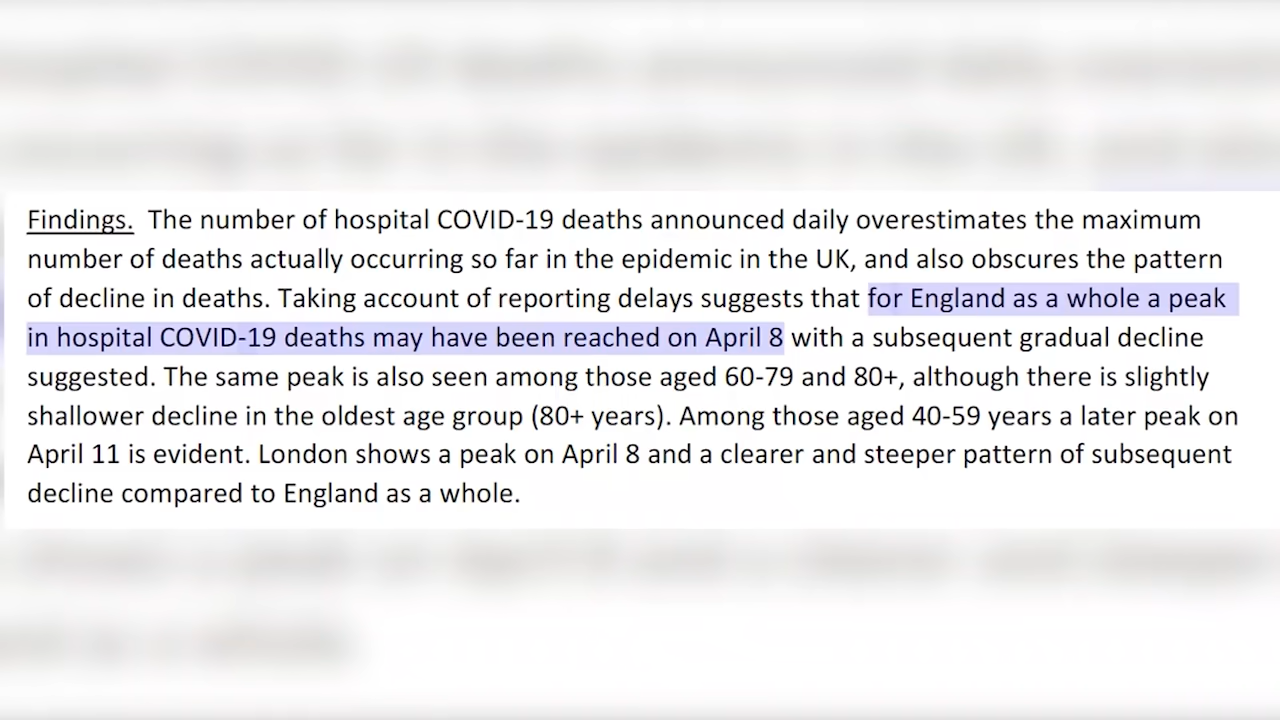 Findings. The number of hospital COVID-19 deaths announced daily overestimates the maximum
number of deaths actually occurring so far in the epidemic in the UK, and also obscures the pattern
of decline in deaths. Taking account of reporting delays suggests that for England as a whole a peak
in hospital COVID-19 deaths may have been reached on April 8 with a subsequent gradual decline
suggested. The same peak is also seen among those aged 60-79 and 80+, although there is slightly
shallower decline in the oldest age group (80+ years). Among those aged 40-59 years a later peak on
April 11 is evident. London shows a peak on April 8 and a clearer and steeper pattern of subsequent
decline compared to England as a whole.